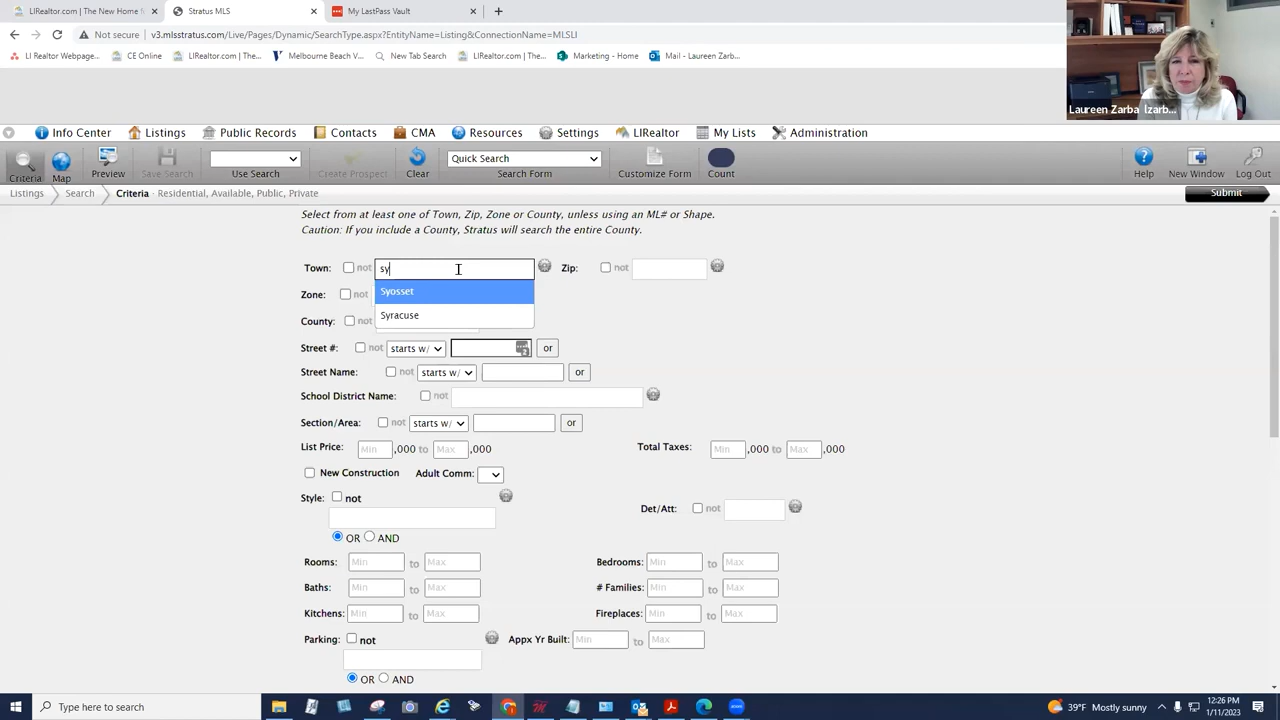 LIRealtor.com | The New Home f
Stratus MLS
My LastPass Vault
Not secure | v3.mlsstratus.com/Live/Pages/Dynamic/SearchType.
LI Realtor Webpage...
CE Online
LIRealtor.com | The...
Melbourne Beach V...
New Tab Search
LIRealtor.com | The...
Marketing - Home
Mail - Laureen Zarb...
Laureen Zarba lzarb...
Info Center
Listings
Public Records
Contacts
CMA
Resources
Settings
LIRealtor
My Lists
Administration
Criteria
Map
Preview
Save Search
Use Search
Create Prospect
Clear
Quick Search
Search Form
Customize Form
Count
Help
New Window
Log Out
Listings
Search
Criteria - Residential, Available, Public, Private
Submit
Select from at least one of Town, Zip, Zone or County, unless using an ML# or Shape.
Caution: If you include a County, Stratus will search the entire County.
Town: not sy
Zip: not
Syosset
Syracuse
Zone: not
County: not
Street #: not starts w/ or
Street Name: not starts w/ or
School District Name: not
Section/Area: not starts w/ or
List Price: Min ,000 to Max ,000
Total Taxes: Min ,000 to Max ,000
New Construction Adult Comm:
Style: not
Det/Att: not
OR AND
Rooms: Min to Max
Bedrooms: Min to Max
Baths: Min to Max
# Families: Min to Max
Kitchens: Min to Max
Fireplaces: Min to Max
Parking: not
Appx Yr Built: Min to Max
OR AND
Type here to search
39°F Mostly sunny
12:26 PM
1/11/2023